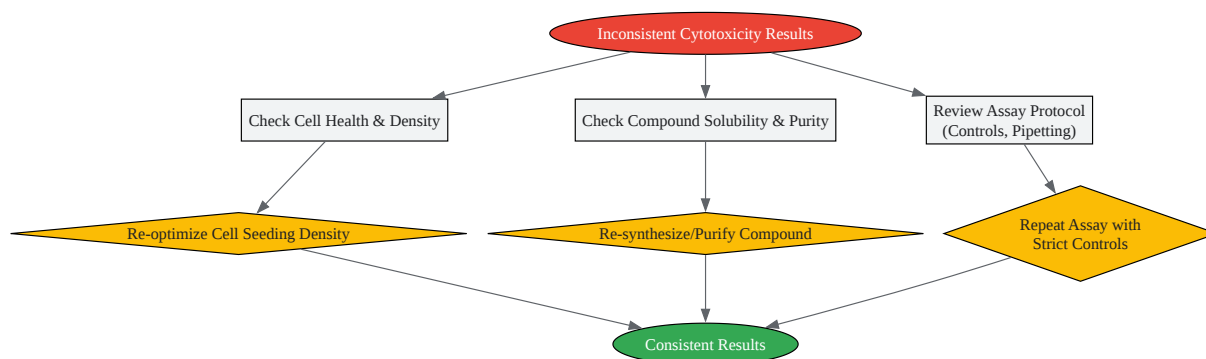 Inconsistent Cytotoxicity Results
Check Cell Health & Density
Check Compound Solubility & Purity
Review Assay Protocol
(Controls, Pipetting)
Re-optimize Cell Seeding Density
Re-synthesize/Purify Compound
Repeat Assay with
Strict Controls
Consistent Results